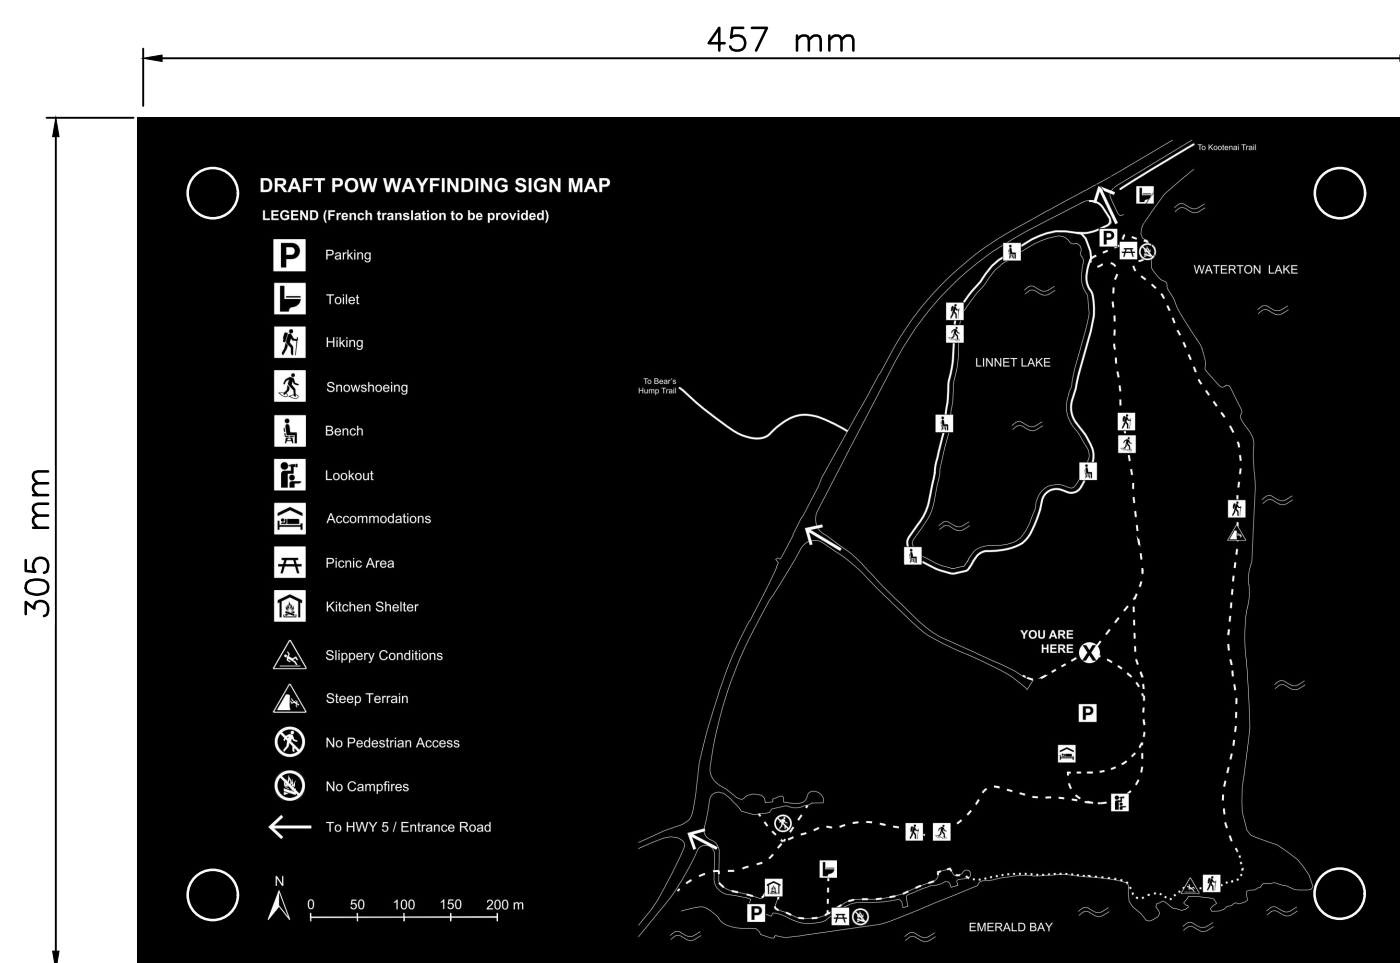 457 mm
305 mm
DRAFT POW WAYFINDING SIGN MAP
LEGEND (French translation to be provided)
P Parking
Toilet
Hiking
Snowshoeing
Bench
Lookout
Accommodations
Picnic Area
Kitchen Shelter
Slippery Conditions
Steep Terrain
No Pedestrian Access
No Campfires
To HWY 5 / Entrance Road
N
0 50 100 150 200 m
To Kootenai Trail
P
WATERTON LAKE
LINNET LAKE
To Bear's
Hump Trail
YOU ARE
HERE
X
P
P
EMERALD BAY